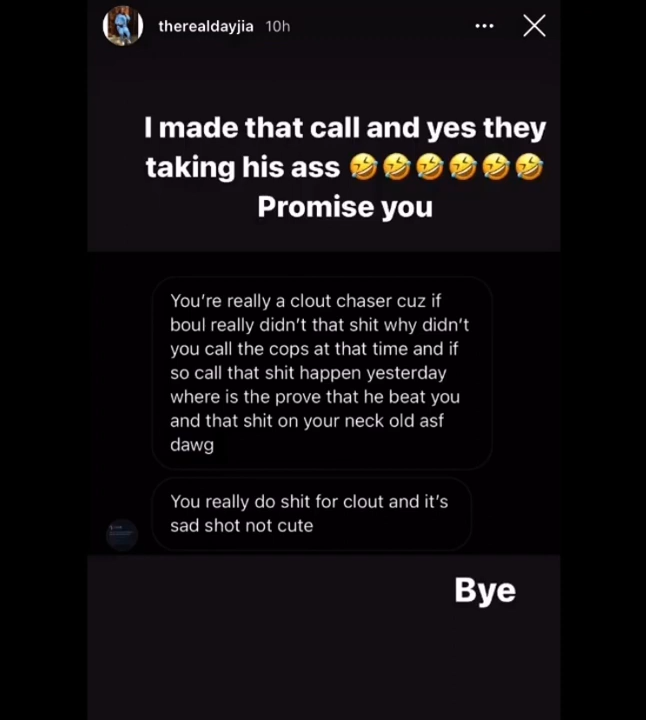 therealdayjia 10h
I made that call and yes they
taking his ass 🤣🤣🤣🤣🤣🤣
Promise you
You're really a clout chaser cuz if
boul really didn't that shit why didn't
you call the cops at that time and if
so call that shit happen yesterday
where is the prove that he beat you
and that shit on your neck old asf
dawg
You really do shit for clout and it's
sad shot not cute
Bye